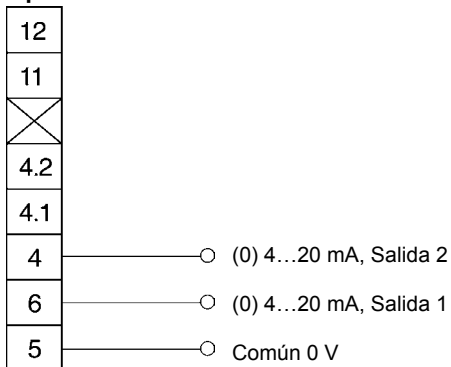 12
11
4.2
4.1
4 (0) 4…20 mA, Salida 2
6 (0) 4…20 mA, Salida 1
5 Común 0 V